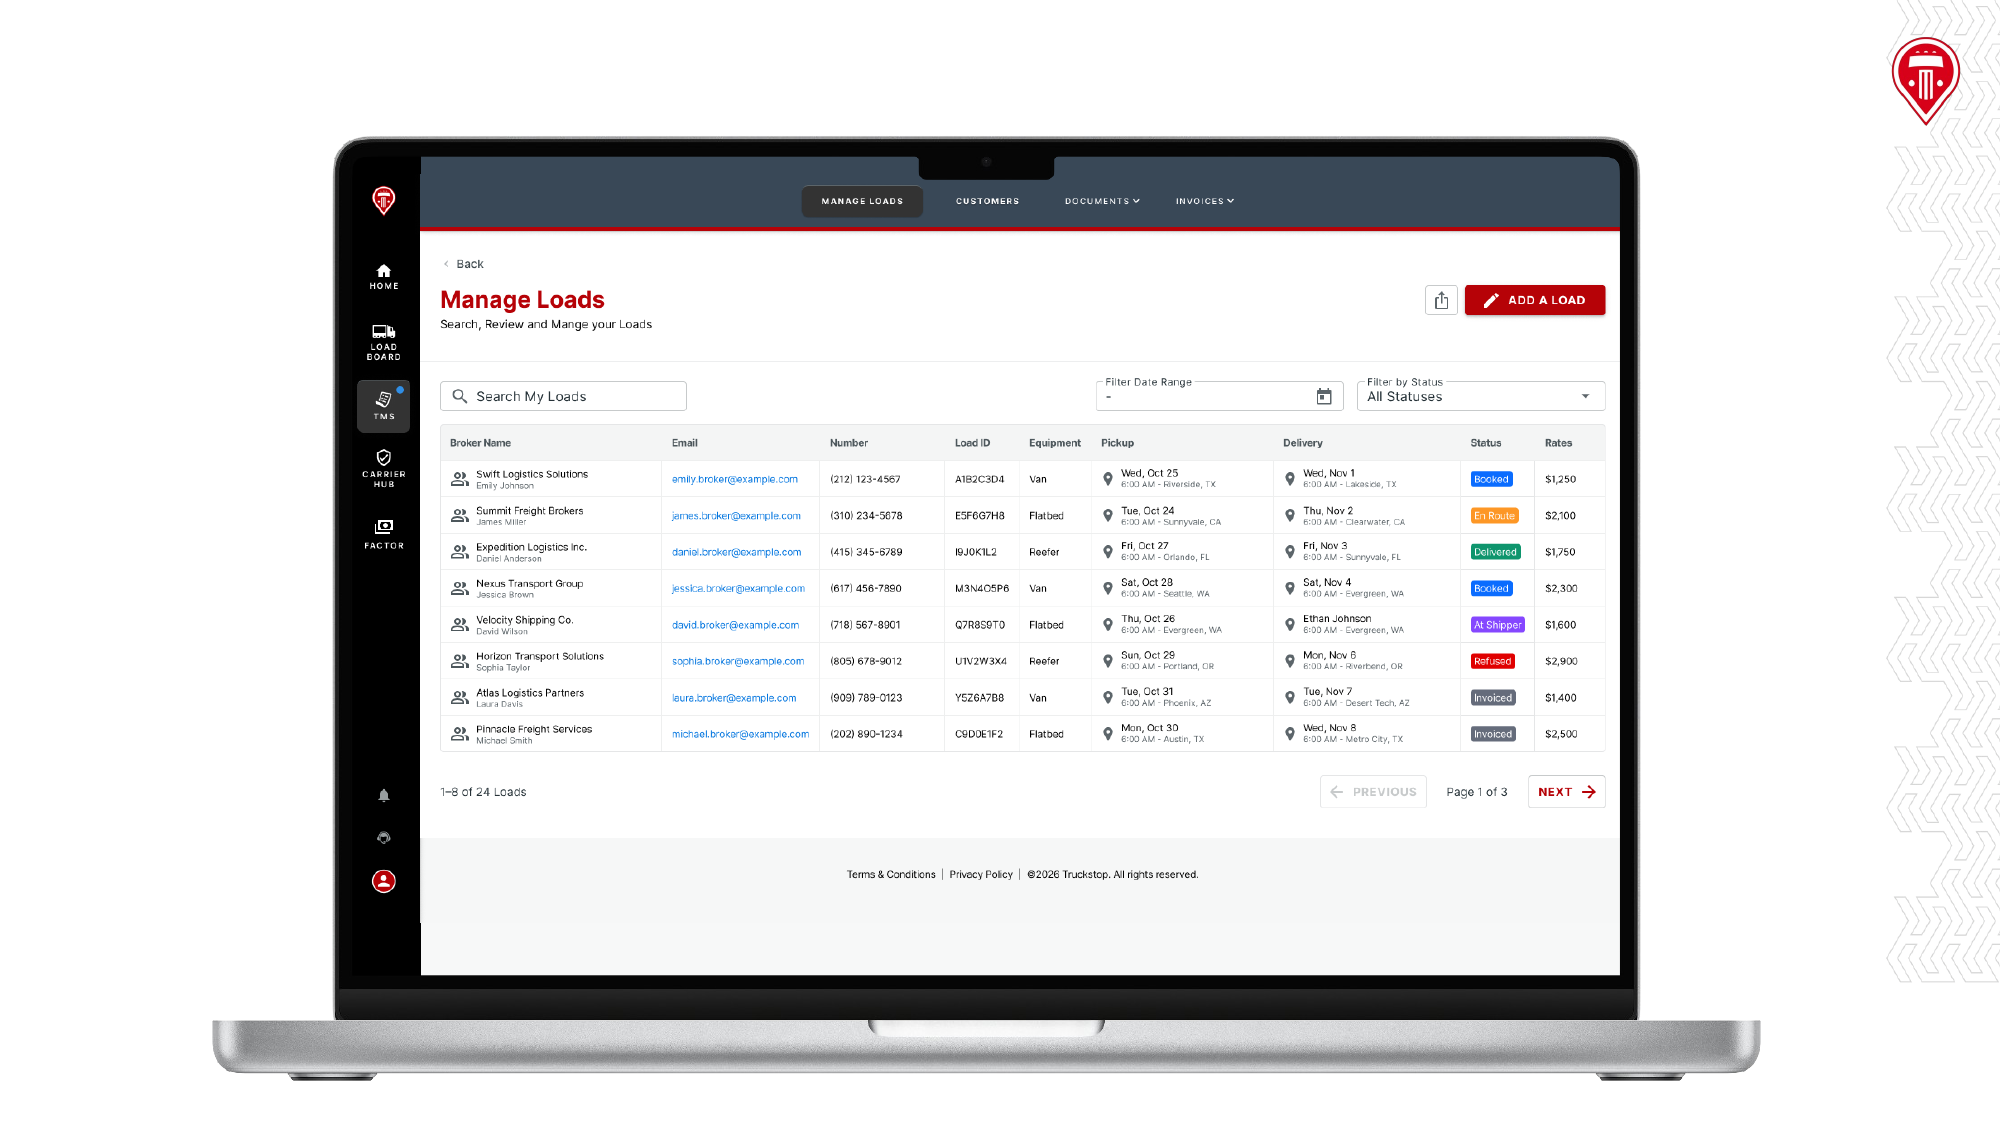 MANAGE LOADS CUSTOMERS DOCUMENTS INVOICES
HOME
LOAD
BOARD
TMS
CARRIER
HUB
FACTOR
Back
Manage Loads
Search, Review and Mange your Loads
ADD A LOAD
Search My Loads
Filter Date Range
-
Filter by Status
All Statuses
Broker Name Email Number Load ID Equipment Pickup Delivery Status Rates
Swift Logistics Solutions
Emily Johnson
emily.broker@example.com (212) 123-4567 A1B2C3D4 Van
Wed, Oct 25
6:00 AM - Riverside, TX
Wed, Nov 1
6:00 AM - Lakeside, TX
Booked $1,250
Summit Freight Brokers
James Miller
james.broker@example.com (310) 234-5678 E5F6G7H8 Flatbed
Tue, Oct 24
6:00 AM - Sunnyvale, CA
Thu, Nov 2
6:00 AM - Clearwater, CA
En Route $2,100
Expedition Logistics Inc.
Daniel Anderson
daniel.broker@example.com (415) 345-6789 I9J0K1L2 Reefer
Fri, Oct 27
6:00 AM - Orlando, FL
Fri, Nov 3
6:00 AM - Sunnyvale, FL
Delivered $1,750
Nexus Transport Group
Jessica Brown
jessica.broker@example.com (617) 456-7890 M3N4O5P6 Van
Sat, Oct 28
6:00 AM - Seattle, WA
Sat, Nov 4
6:00 AM - Evergreen, WA
Booked $2,300
Velocity Shipping Co.
David Wilson
david.broker@example.com (718) 567-8901 Q7R8S9T0 Flatbed
Thu, Oct 26
6:00 AM - Evergreen, WA
Ethan Johnson
6:00 AM - Evergreen, WA
At Shipper $1,600
Horizon Transport Solutions
Sophia Taylor
sophia.broker@example.com (805) 678-9012 U1V2W3X4 Reefer
Sun, Oct 29
6:00 AM - Portland, OR
Mon, Nov 6
6:00 AM - Riverbend, OR
Refused $2,900
Atlas Logistics Partners
Laura Davis
laura.broker@example.com (909) 789-0123 Y5Z6A7B8 Van
Tue, Oct 31
6:00 AM - Phoenix, AZ
Tue, Nov 7
6:00 AM - Desert Tech, AZ
Invoiced $1,400
Pinnacle Freight Services
Michael Smith
michael.broker@example.com (202) 890-1234 C9D0E1F2 Flatbed
Mon, Oct 30
6:00 AM - Austin, TX
Wed, Nov 8
6:00 AM - Metro City, TX
Invoiced $2,500
1–8 of 24 Loads
PREVIOUS Page 1 of 3 NEXT
Terms & Conditions | Privacy Policy | ©2026 Truckstop. All rights reserved.